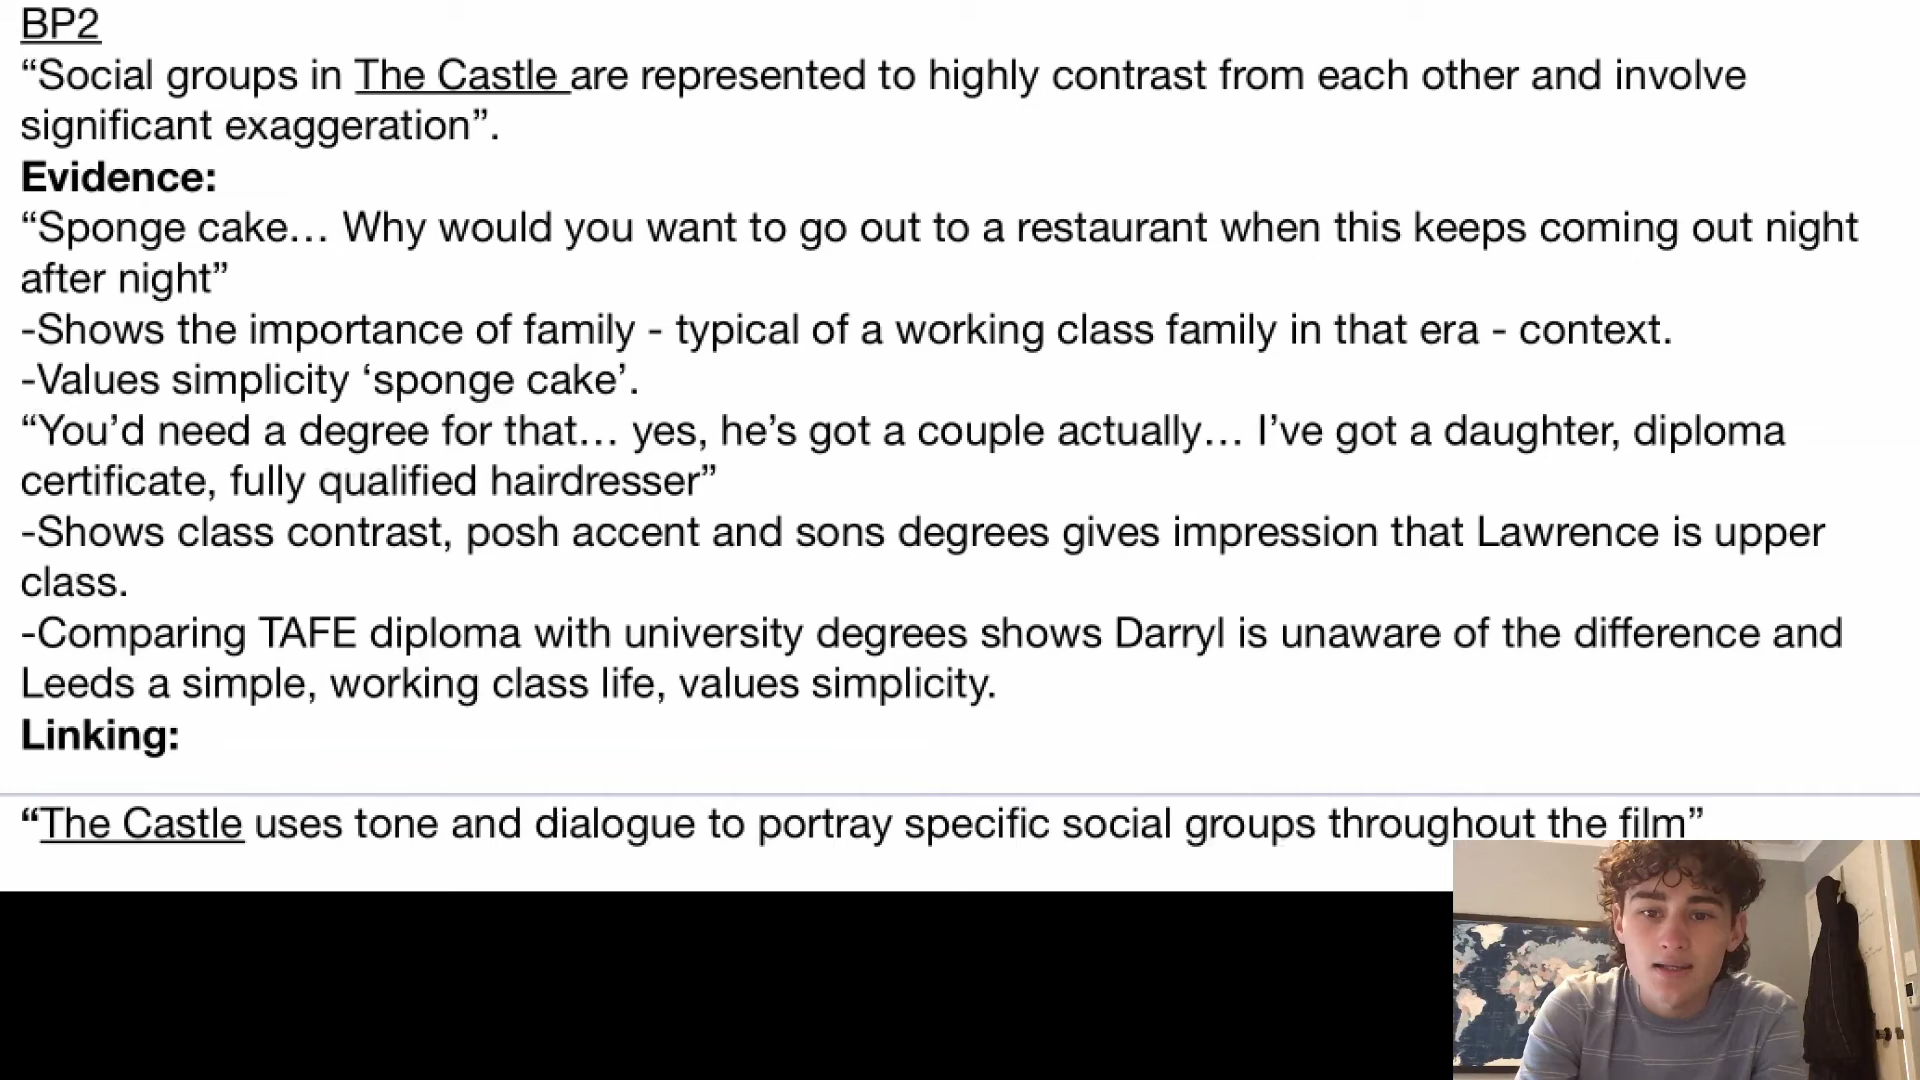 BP2
“Social groups in The Castle are represented to highly contrast from each other and involve
significant exaggeration”.
Evidence:
“Sponge cake… Why would you want to go out to a restaurant when this keeps coming out night
after night”
-Shows the importance of family - typical of a working class family in that era - context.
-Values simplicity ‘sponge cake’.
“You’d need a degree for that… yes, he’s got a couple actually… I’ve got a daughter, diploma
certificate, fully qualified hairdresser”
-Shows class contrast, posh accent and sons degrees gives impression that Lawrence is upper
class.
-Comparing TAFE diploma with university degrees shows Darryl is unaware of the difference and
Leeds a simple, working class life, values simplicity.
Linking:
“The Castle uses tone and dialogue to portray specific social groups throughout the film”